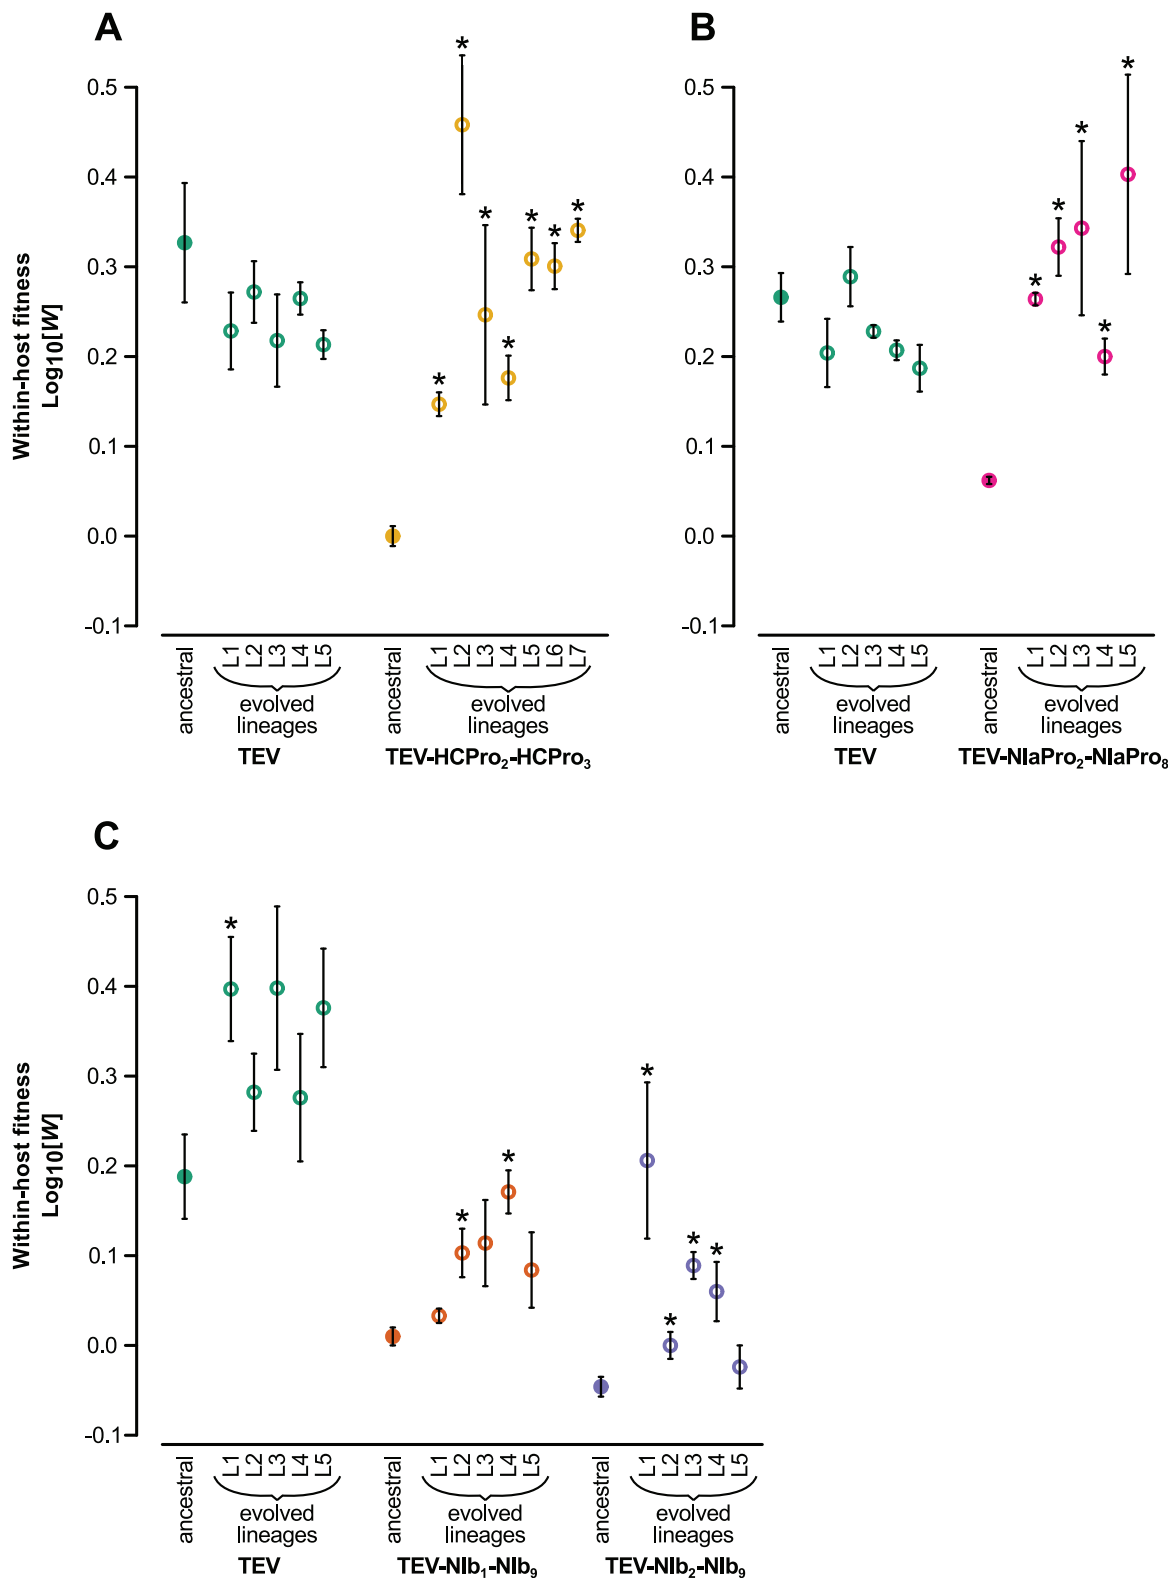 A
B
Within-host fitness
Log10[W]
0.5
0.4
0.3
0.2
0.1
0.0
-0.1
* * * * * * *
ancestral
L1 L2 L3 L4 L5
evolved
lineages
TEV
ancestral
L1 L2 L3 L4 L5 L6 L7
evolved
lineages
TEV-HCPro₂-HCPro₃
0.5
0.4
0.3
0.2
0.1
0.0
-0.1
* * * * *
ancestral
L1 L2 L3 L4 L5
evolved
lineages
TEV
ancestral
L1 L2 L3 L4 L5
evolved
lineages
TEV-NIaPro₂-NIaPro₈
C
Within-host fitness
Log10[W]
0.5
0.4
0.3
0.2
0.1
0.0
-0.1
* * * * * * *
ancestral
L1 L2 L3 L4 L5
evolved
lineages
TEV
ancestral
L1 L2 L3 L4 L5
evolved
lineages
TEV-NIb₁-NIb₉
ancestral
L1 L2 L3 L4 L5
evolved
lineages
TEV-NIb₂-NIb₉